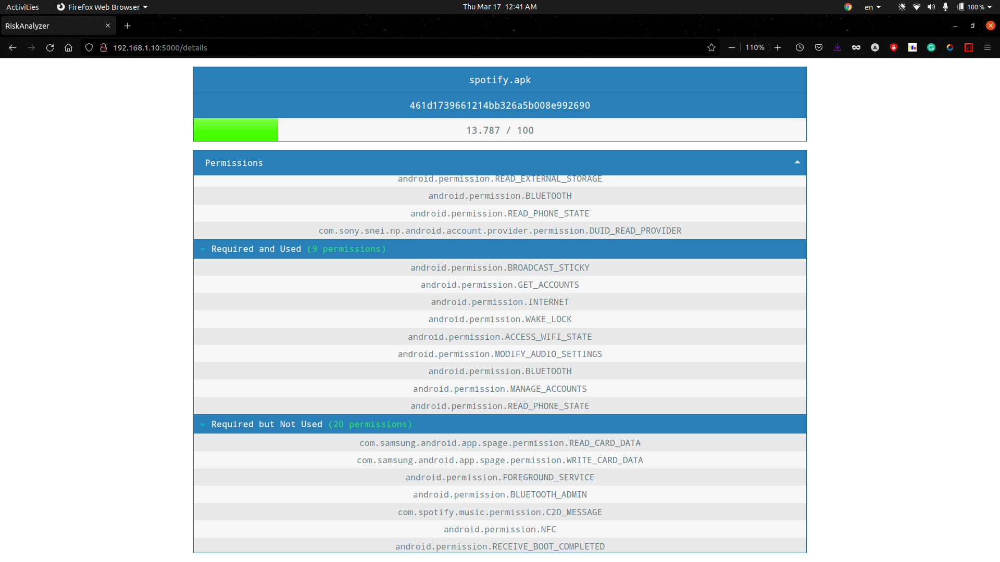 Activities Firefox Web Browser Thu Mar 17 12:41 AM en 100 %
RiskAnalyzer
192.168.1.10:5000/details 110%
spotify.apk
461d1739661214bb326a5b008e992690
13.787 / 100
Permissions
android.permission.READ_EXTERNAL_STORAGE
android.permission.BLUETOOTH
android.permission.READ_PHONE_STATE
com.sony.snei.np.android.account.provider.permission.DUID_READ_PROVIDER
Required and Used (9 permissions)
android.permission.BROADCAST_STICKY
android.permission.GET_ACCOUNTS
android.permission.INTERNET
android.permission.WAKE_LOCK
android.permission.ACCESS_WIFI_STATE
android.permission.MODIFY_AUDIO_SETTINGS
android.permission.BLUETOOTH
android.permission.MANAGE_ACCOUNTS
android.permission.READ_PHONE_STATE
Required but Not Used (20 permissions)
com.samsung.android.app.spage.permission.READ_CARD_DATA
com.samsung.android.app.spage.permission.WRITE_CARD_DATA
android.permission.FOREGROUND_SERVICE
android.permission.BLUETOOTH_ADMIN
com.spotify.music.permission.C2D_MESSAGE
android.permission.NFC
android.permission.RECEIVE_BOOT_COMPLETED